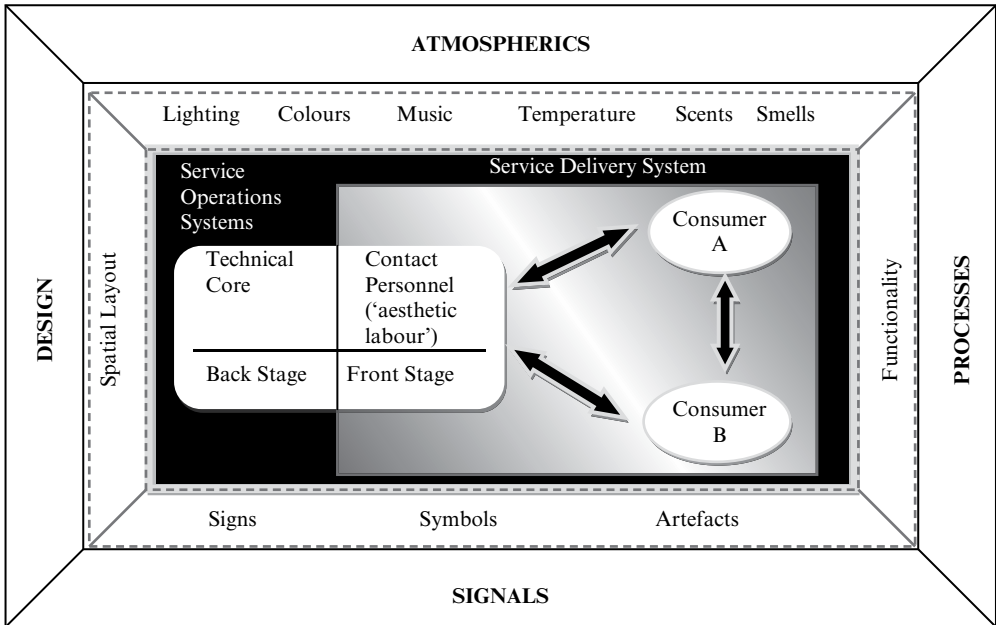 ATMOSPHERICS
Lighting Colours Music Temperature Scents Smells
Service Delivery System
Service
Operations
Systems
Consumer
A
Technical
Core
Contact
Personnel
(‘aesthetic
labour’)
Back Stage
Front Stage
Consumer
B
DESIGN
Spatial Layout
Functionality
PROCESSES
Signs Symbols Artefacts
SIGNALS